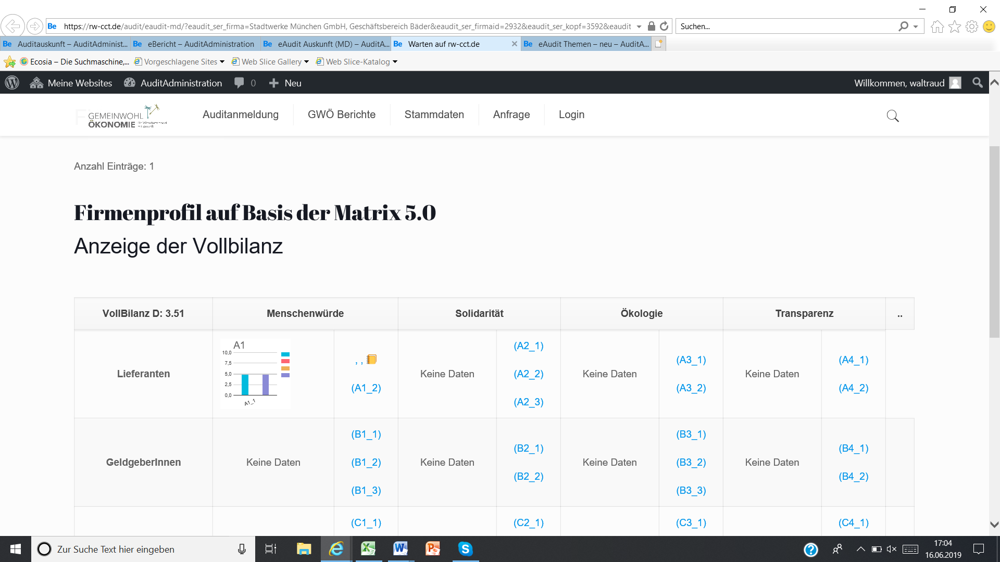 Be https://rw-cct.de/audit/eaudit-md/?eaudit_ser_firma=Stadtwerke München GmbH, Geschäftsbereich Bäder&eaudit_ser_firmaid=2932&eaudit_ser_kopf=3592&eaudit
Suchen...
Be Auditauskunft – AuditAdminist...
Be eBericht – AuditAdministration
Be eAudit Auskunft (MD) – AuditA...
Be Warten auf rw-cct.de
Be eAudit Themen – neu – AuditA...
Ecosia – Die Suchmaschine,...
Vorgeschlagene Sites
Web Slice Gallery
Web Slice-Katalog
Meine Websites
AuditAdministration
0
Neu
Willkommen, waltraud
GEMEINWOHL
ÖKONOMIE
Auditanmeldung
GWÖ Berichte
Stammdaten
Anfrage
Login
Anzahl Einträge: 1
Firmenprofil auf Basis der Matrix 5.0
Anzeige der Vollbilanz
VollBilanz D: 3.51
Menschenwürde
Solidarität
Ökologie
Transparenz
..
Lieferanten
A1
10,0
7,5
5,0
2,5
0,0
A1_1
, ,
(A1_2)
Keine Daten
(A2_1)
(A2_2)
(A2_3)
Keine Daten
(A3_1)
(A3_2)
Keine Daten
(A4_1)
(A4_2)
GeldgeberInnen
Keine Daten
(B1_1)
(B1_2)
(B1_3)
Keine Daten
(B2_1)
(B2_2)
Keine Daten
(B3_1)
(B3_2)
(B3_3)
Keine Daten
(B4_1)
(B4_2)
(C1_1)
(C2_1)
(C3_1)
(C4_1)
Zur Suche Text hier eingeben
17:04
16.06.2019